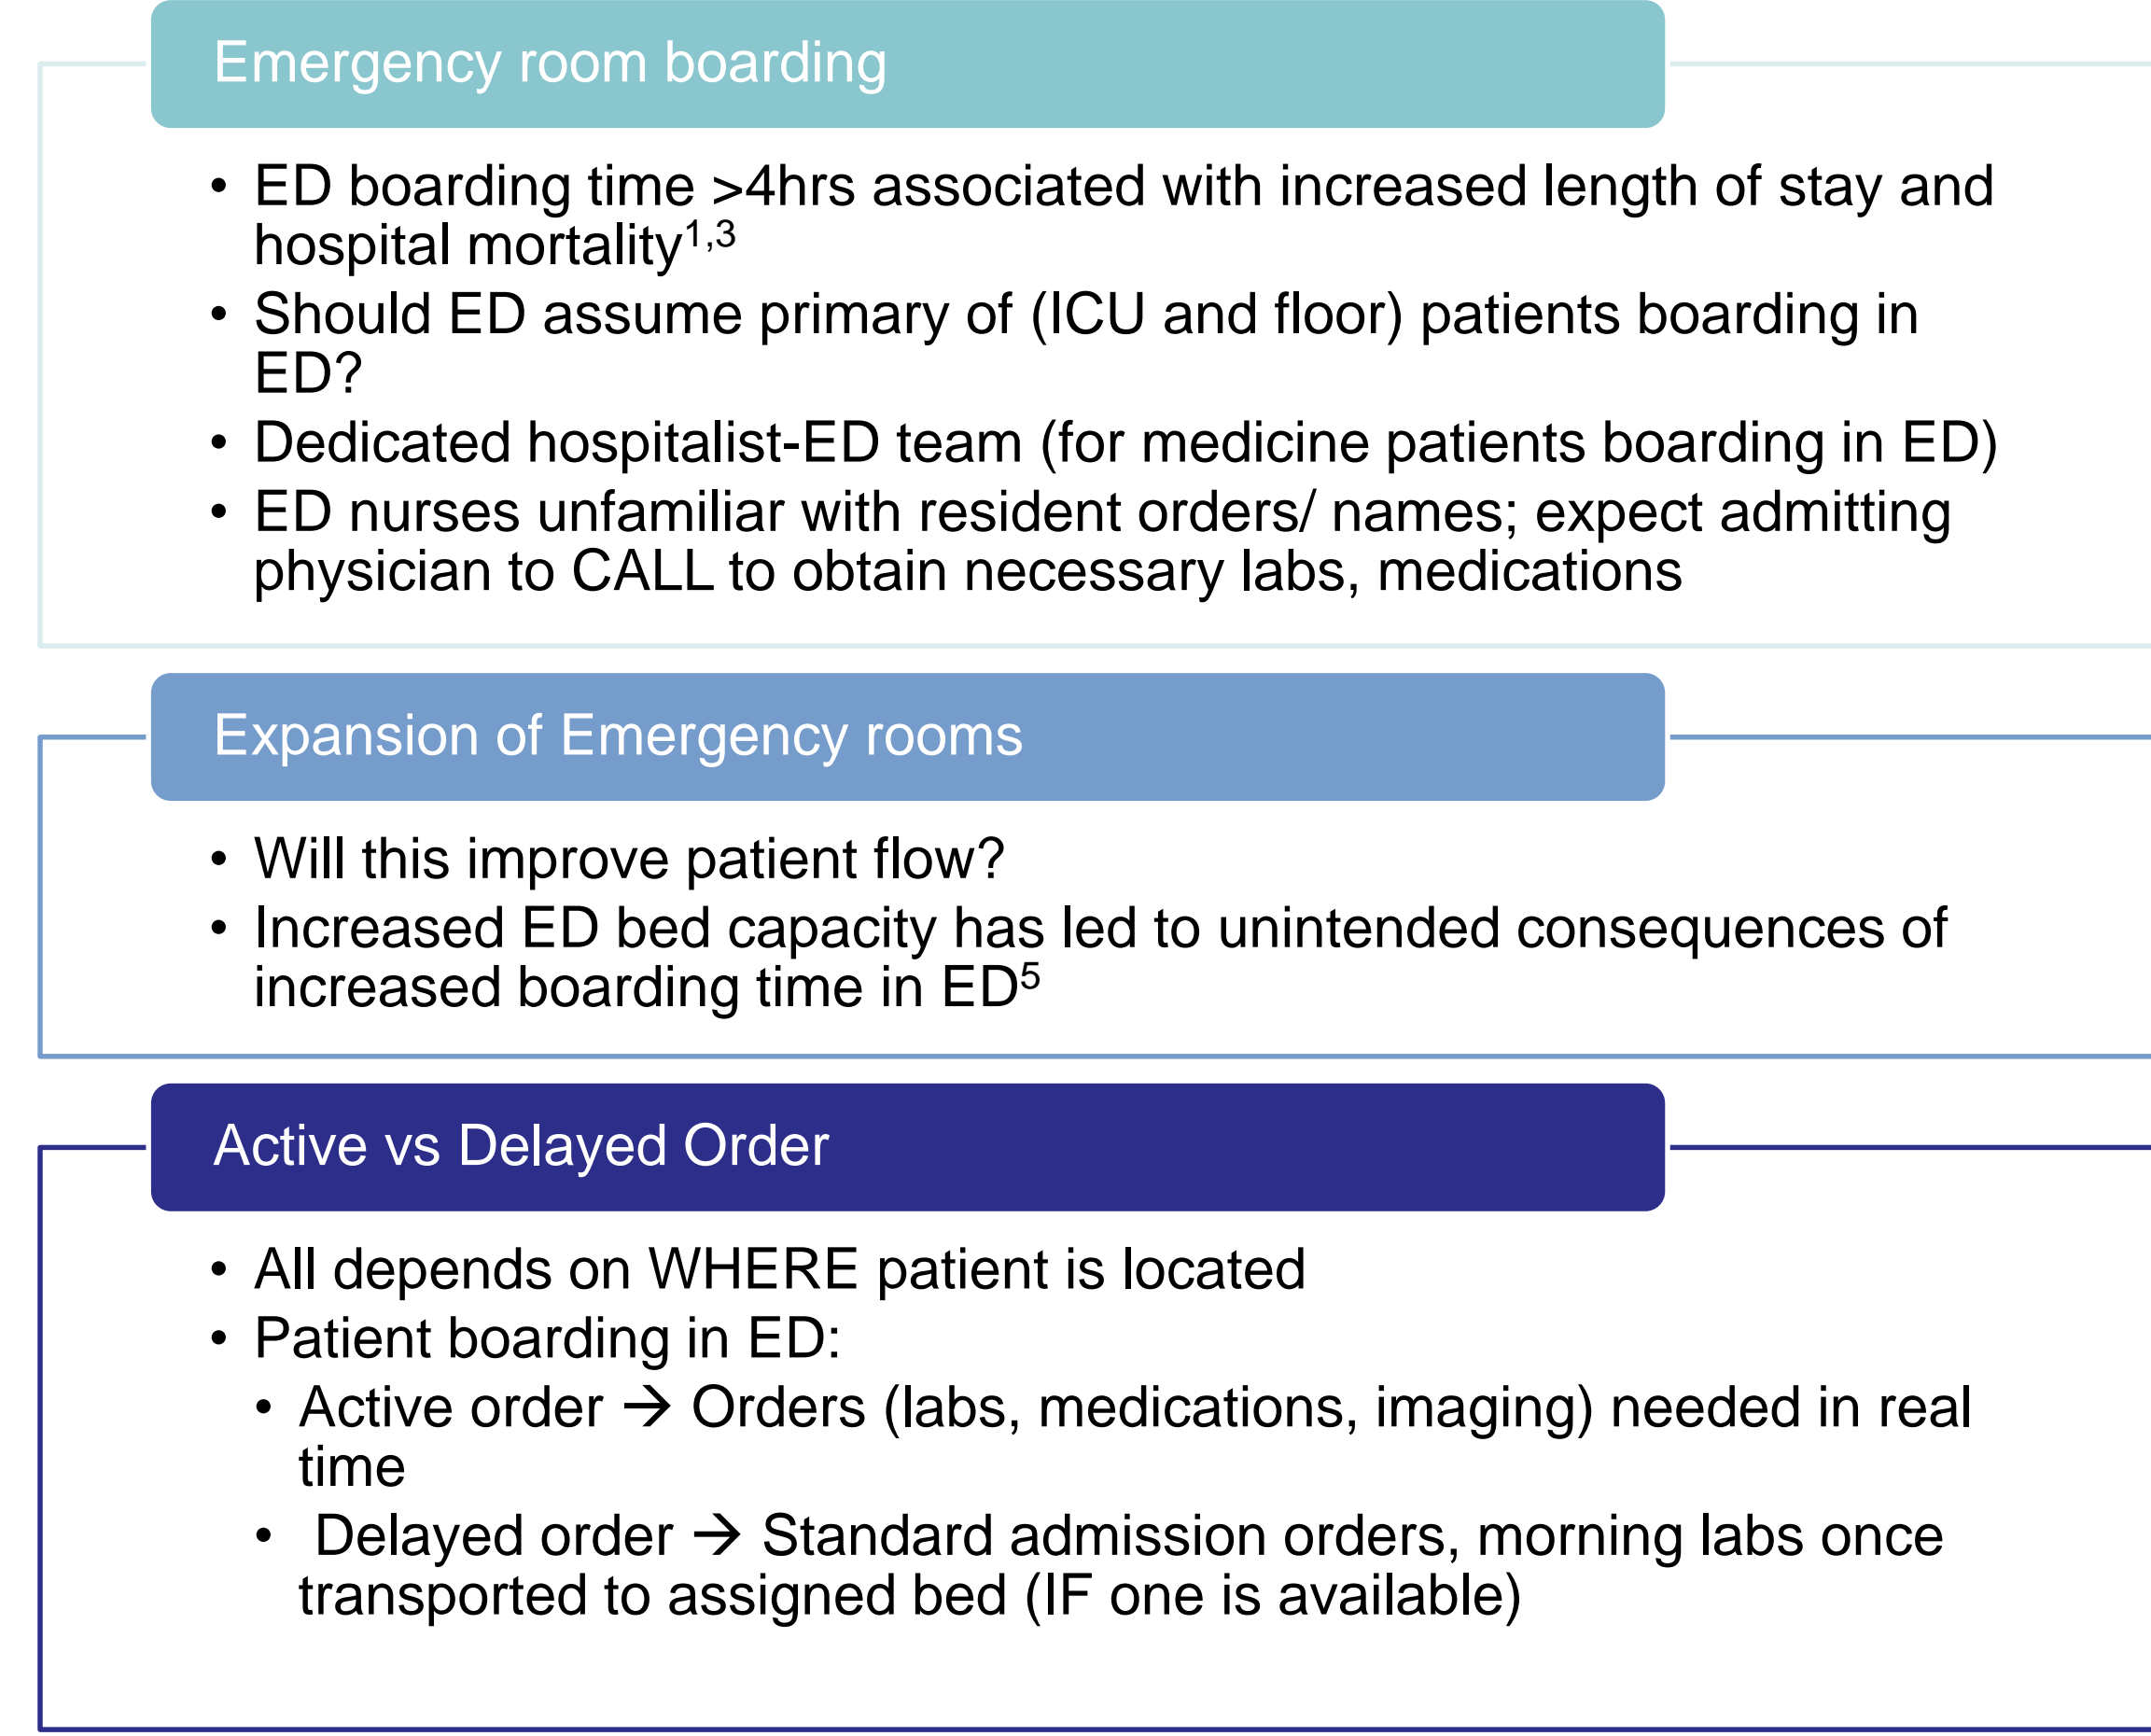 Emergency room boarding
• ED boarding time >4hrs associated with increased length of stay and
hospital mortality1,3
• Should ED assume primary of (ICU and floor) patients boarding in
ED?
• Dedicated hospitalist-ED team (for medicine patients boarding in ED)
• ED nurses unfamiliar with resident orders/ names; expect admitting
physician to CALL to obtain necessary labs, medications
Expansion of Emergency rooms
• Will this improve patient flow?
• Increased ED bed capacity has led to unintended consequences of
increased boarding time in ED5
Active vs Delayed Order
• All depends on WHERE patient is located
• Patient boarding in ED:
• Active order → Orders (labs, medications, imaging) needed in real
time
• Delayed order → Standard admission orders, morning labs once
transported to assigned bed (IF one is available)